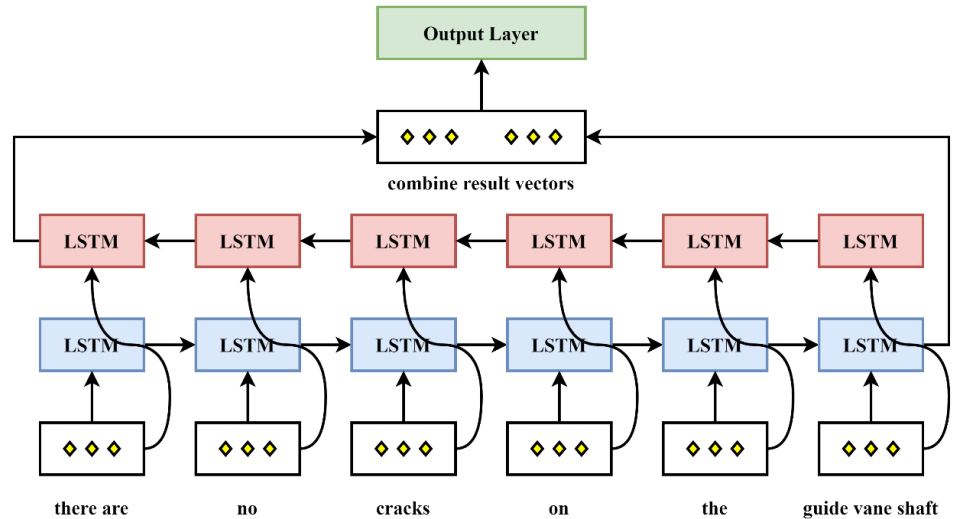 Output Layer
combine result vectors
LSTM LSTM LSTM LSTM LSTM LSTM
LSTM LSTM LSTM LSTM LSTM LSTM
there are no cracks on the guide vane shaft